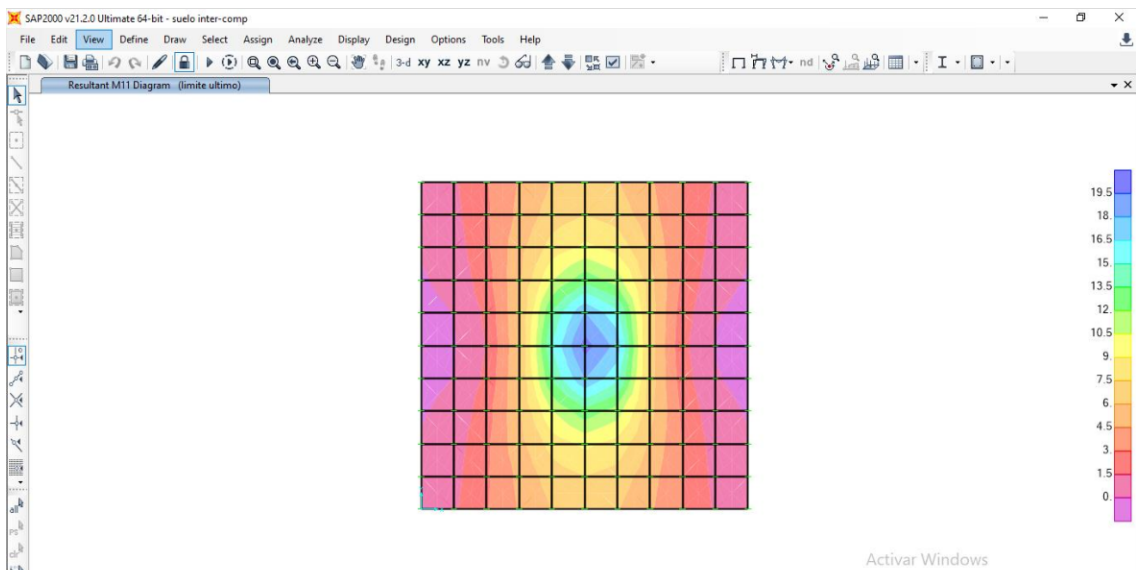 SAP2000 v21.2.0 Ultimate 64-bit - suelo inter-comp
File Edit View Define Draw Select Assign Analyze Display Design Options Tools Help
3-d xy xz yz nv nd
Resultant M11 Diagram (limite ultimo)
19.5
18.
16.5
15.
13.5
12.
10.5
9.
7.5
6.
4.5
3.
1.5
0.
all
ps
clr
Activar Windows